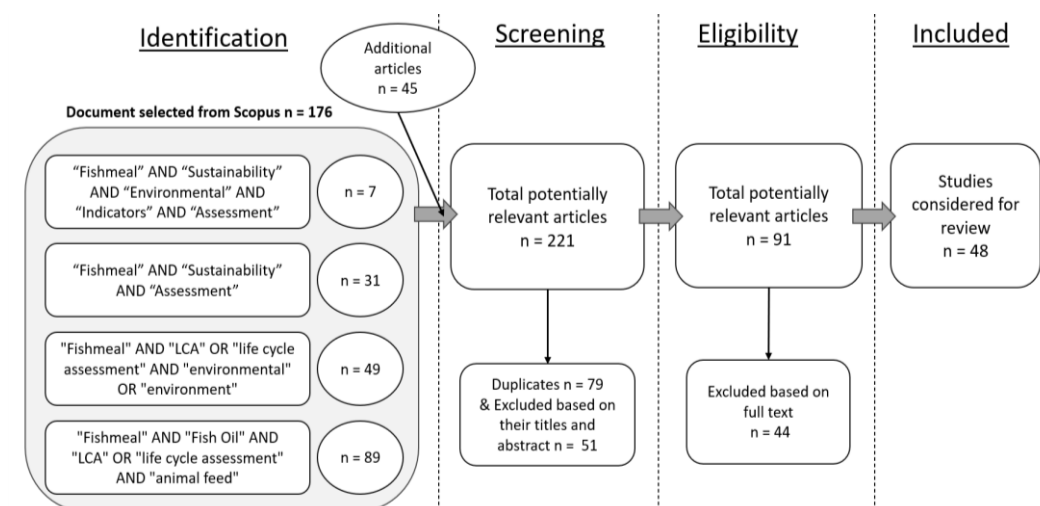 Identification
Additional
articles
n = 45
Screening
Eligibility
Included
Document selected from Scopus n = 176
“Fishmeal” AND “Sustainability”
AND “Environmental” AND
“Indicators” AND “Assessment”
n = 7
“Fishmeal” AND “Sustainability”
AND “Assessment”
n = 31
"Fishmeal" AND "LCA" OR "life cycle
assessment" AND "environmental"
OR "environment"
n = 49
"Fishmeal" AND "Fish Oil" AND
"LCA" OR "life cycle assessment"
AND "animal feed"
n = 89
Total potentially
relevant articles
n = 221
Duplicates n = 79
& Excluded based on
their titles and
abstract n =  51
Total potentially
relevant articles
n = 91
Excluded based on
full text
n = 44
Studies
considered for
review
n = 48